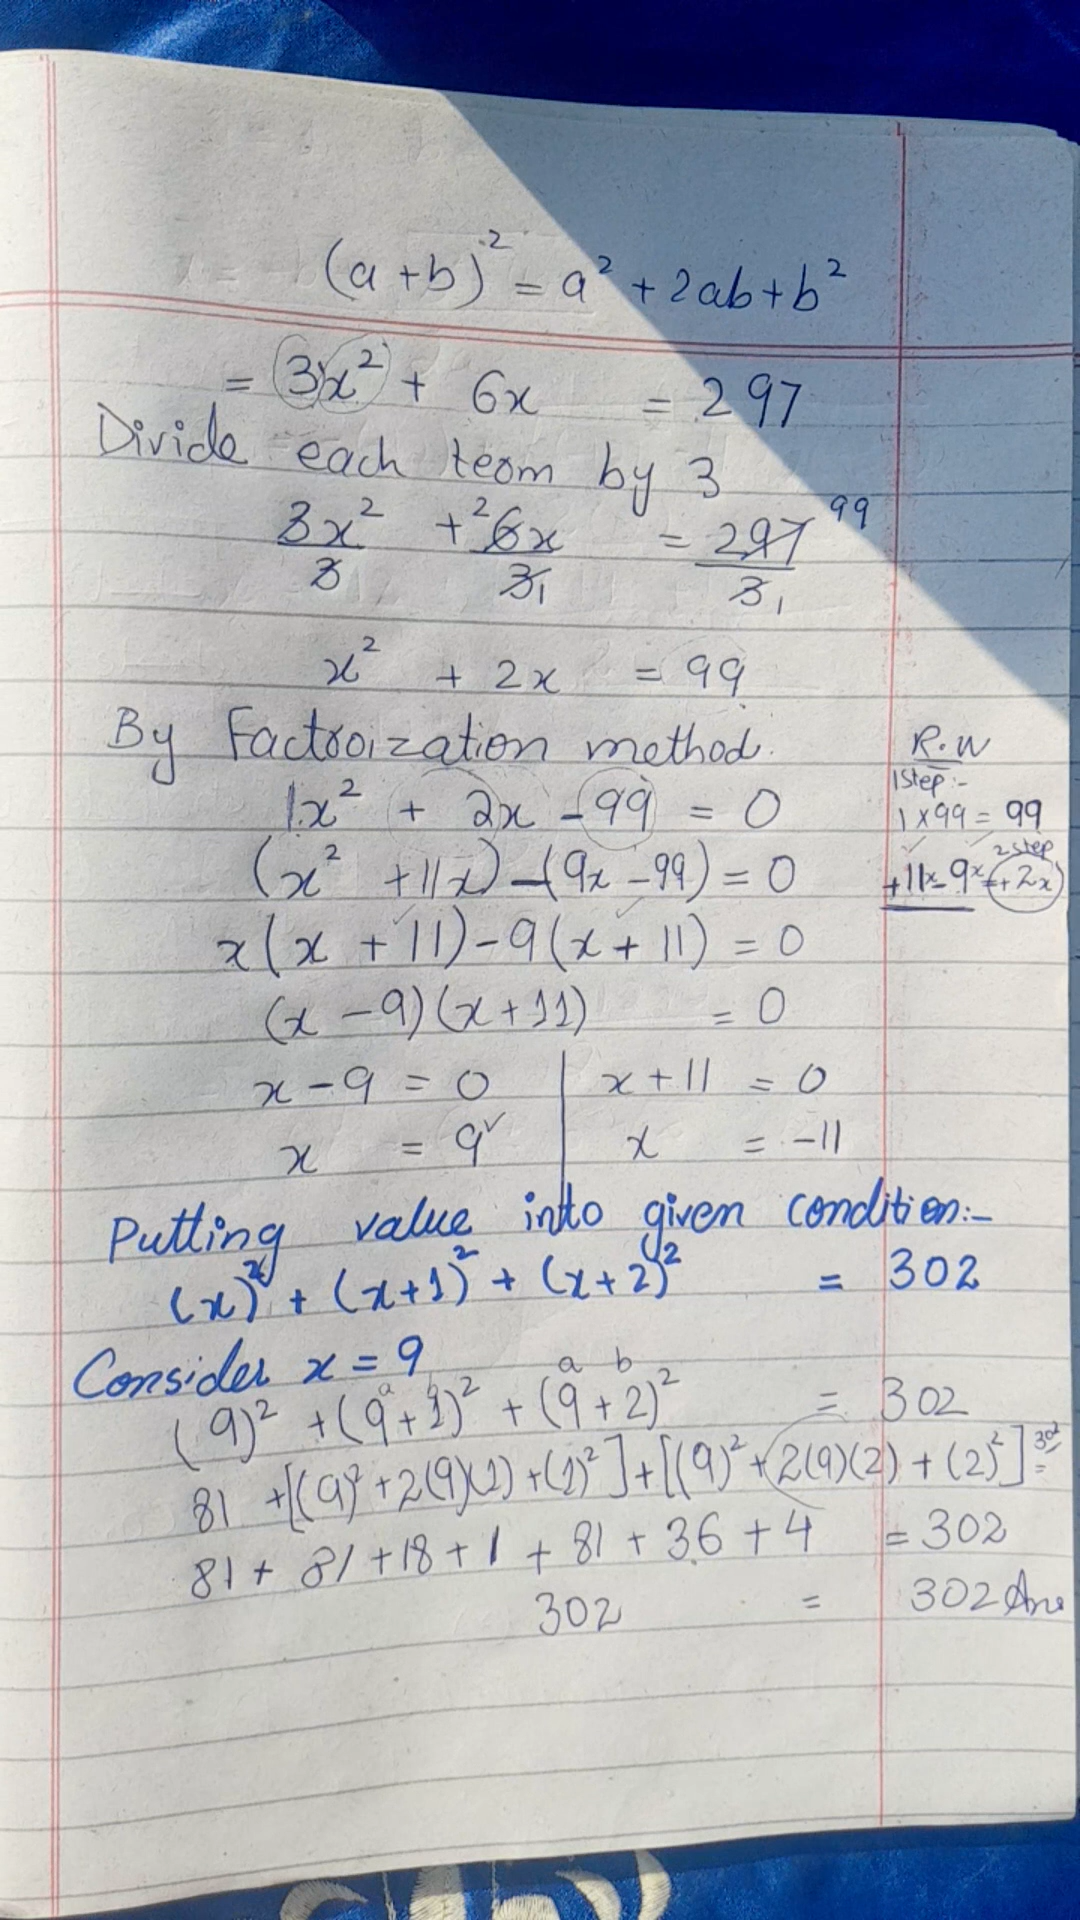 (a+b)² = a² + 2ab + b²
= 3x² + 6x = 297
Divide each teom by 3
3x²/3 + ²6x/3₁ = 297/3₁ 99
x² + 2x = 99
By Factroization method.
R.W
1Step:-
1x² + 2x - 99 = 0
1×99 = 99
2step
(x² + 11x) - (9x - 99) = 0
+11x - 9x = +2x
x(x + 11) - 9(x + 11) = 0
(x - 9)(x + 11) = 0
x - 9 = 0 | x + 11 = 0
x = 9✓ | x = -11
Putting value into given condition:-
(x)² + (x+1)² + (x+2)² = 302
Consider x = 9
a b a b
(9)² + (9+1)² + (9+2)² = 302
81 + [(9)² + 2(9)(1) + (1)²] + [(9)² + 2(9)(2) + (2)²] = 302
81 + 81 + 18 + 1 + 81 + 36 + 4 = 302
302 = 302 Ans